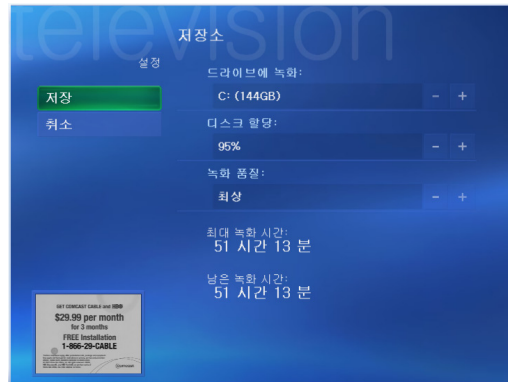 television
저장소
설정
저장
취소
드라이브에 녹화:
C: (144GB)
- +
디스크 할당:
95%
- +
녹화 품질:
최상
- +
최대 녹화 시간:
51 시간 13 분
남은 녹화 시간:
51 시간 13 분
GET COMCAST CABLE and HBO
$29.99 per month
for 3 months
FREE Installation
1-866-29-CABLE